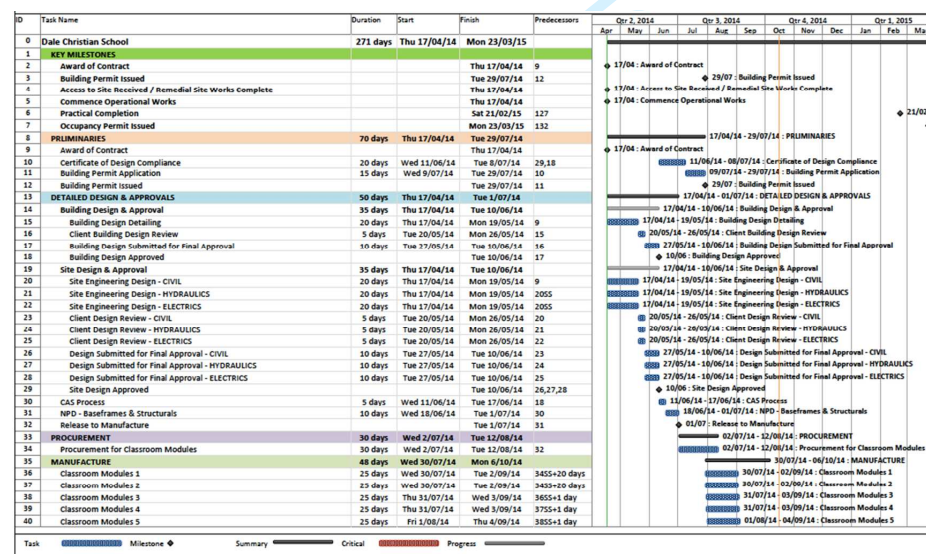 ID Task Name Duration Start Finish Predecessors Qtr 2, 2014 Qtr 3, 2014 Qtr 4, 2014 Qtr 1, 2015
Apr May Jun Jul Aug Sep Oct Nov Dec Jan Feb Ma
0 Dale Christian School 271 days Thu 17/04/14 Mon 23/03/15
1 KEY MILESTONES
2 Award of Contract Thu 17/04/14 9 17/04 : Award of Contract
3 Building Permit Issued Tue 29/07/14 12 29/07 : Building Permit Issued
4 Access to Site Received / Remedial Site Works Complete Thu 17/04/14 17/04 : Access to Site Received / Remedial Site Works Complete
5 Commence Operational Works Thu 17/04/14 17/04 : Commence Operational Works
6 Practical Completion Sat 21/02/15 127 21/02
7 Occupancy Permit Issued Mon 23/03/15 132
8 PRLIMINARIES 70 days Thu 17/04/14 Tue 29/07/14 17/04/14 - 29/07/14 : PRLIMINARIES
9 Award of Contract Thu 17/04/14 17/04 : Award of Contract
10 Certificate of Design Compliance 20 days Wed 11/06/14 Tue 8/07/14 29,18 11/06/14 - 08/07/14 : Certificate of Design Compliance
11 Building Permit Application 15 days Wed 9/07/14 Tue 29/07/14 10 09/07/14 - 29/07/14 : Building Permit Application
12 Building Permit Issued Tue 29/07/14 11 29/07 : Building Permit Issued
13 DETAILED DESIGN & APPROVALS 50 days Thu 17/04/14 Tue 1/07/14 17/04/14 - 01/07/14 : DETAILED DESIGN & APPROVALS
14 Building Design & Approval 35 days Thu 17/04/14 Tue 10/06/14 17/04/14 - 10/06/14 : Building Design & Approval
15 Building Design Detailing 20 days Thu 17/04/14 Mon 19/05/14 9 17/04/14 - 19/05/14 : Building Design Detailing
16 Client Building Design Review 5 days Tue 20/05/14 Mon 26/05/14 15 20/05/14 - 26/05/14 : Client Building Design Review
17 Building Design Submitted for Final Approval 10 days Tue 27/05/14 Tue 10/06/14 16 27/05/14 - 10/06/14 : Building Design Submitted for Final Approval
18 Building Design Approved Tue 10/06/14 17 10/06 : Building Design Approved
19 Site Design & Approval 35 days Thu 17/04/14 Tue 10/06/14 17/04/14 - 10/06/14 : Site Design & Approval
20 Site Engineering Design - CIVIL 20 days Thu 17/04/14 Mon 19/05/14 9 17/04/14 - 19/05/14 : Site Engineering Design - CIVIL
21 Site Engineering Design - HYDRAULICS 20 days Thu 17/04/14 Mon 19/05/14 20SS 17/04/14 - 19/05/14 : Site Engineering Design - HYDRAULICS
22 Site Engineering Design - ELECTRICS 20 days Thu 17/04/14 Mon 19/05/14 20SS 17/04/14 - 19/05/14 : Site Engineering Design - ELECTRICS
23 Client Design Review - CIVIL 5 days Tue 20/05/14 Mon 26/05/14 20 20/05/14 - 26/05/14 : Client Design Review - CIVIL
24 Client Design Review - HYDRAULICS 5 days Tue 20/05/14 Mon 26/05/14 21 20/05/14 - 26/05/14 : Client Design Review - HYDRAULICS
25 Client Design Review - ELECTRICS 5 days Tue 20/05/14 Mon 26/05/14 22 20/05/14 - 26/05/14 : Client Design Review - ELECTRICS
26 Design Submitted for Final Approval - CIVIL 10 days Tue 27/05/14 Tue 10/06/14 23 27/05/14 - 10/06/14 : Design Submitted for Final Approval - CIVIL
27 Design Submitted for Final Approval - HYDRAULICS 10 days Tue 27/05/14 Tue 10/06/14 24 27/05/14 - 10/06/14 : Design Submitted for Final Approval - HYDRAULICS
28 Design Submitted for Final Approval - ELECTRICS 10 days Tue 27/05/14 Tue 10/06/14 25 27/05/14 - 10/06/14 : Design Submitted for Final Approval - ELECTRICS
29 Site Design Approved Tue 10/06/14 26,27,28 10/06 : Site Design Approved
30 CAS Process 5 days Wed 11/06/14 Tue 17/06/14 18 11/06/14 - 17/06/14 : CAS Process
31 NPD - Baseframes & Structurals 10 days Wed 18/06/14 Tue 1/07/14 30 18/06/14 - 01/07/14 : NPD - Baseframes & Structurals
32 Release to Manufacture Tue 1/07/14 31 01/07 : Release to Manufacture
33 PROCUREMENT 30 days Wed 2/07/14 Tue 12/08/14 02/07/14 - 12/08/14 : PROCUREMENT
34 Procurement for Classroom Modules 30 days Wed 2/07/14 Tue 12/08/14 32 02/07/14 - 12/08/14 : Procurement for Classroom Modules
35 MANUFACTURE 48 days Wed 30/07/14 Mon 6/10/14 30/07/14 - 06/10/14 : MANUFACTURE
36 Classroom Modules 1 25 days Wed 30/07/14 Tue 2/09/14 34SS+20 days 30/07/14 - 02/09/14 : Classroom Modules 1
37 Classroom Modules 2 25 days Wed 30/07/14 Tue 2/09/14 34SS+20 days 30/07/14 - 02/09/14 : Classroom Modules 2
38 Classroom Modules 3 25 days Thu 31/07/14 Wed 3/09/14 36SS+1 day 31/07/14 - 03/09/14 : Classroom Modules 3
39 Classroom Modules 4 25 days Thu 31/07/14 Wed 3/09/14 37SS+1 day 31/07/14 - 03/09/14 : Classroom Modules 4
40 Classroom Modules 5 25 days Fri 1/08/14 Thu 4/09/14 38SS+1 day 01/08/14 - 04/09/14 : Classroom Modules 5
Task Milestone Summary Critical Progress